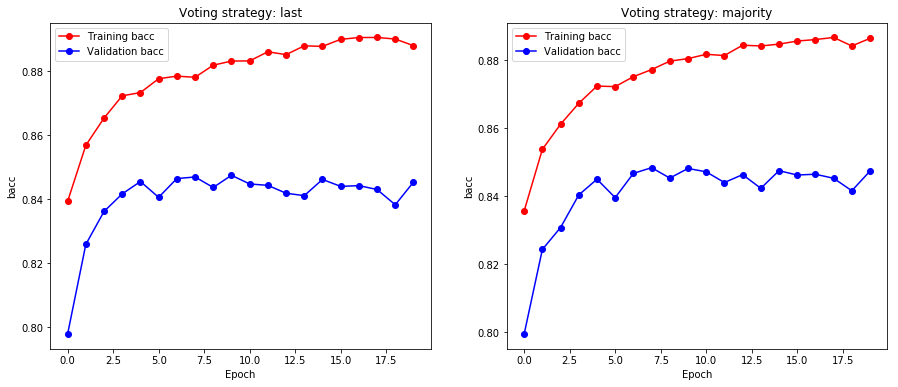 Voting strategy: last
Training bacc
Validation bacc
bacc
0.88
0.86
0.84
0.82
0.80
0.0 2.5 5.0 7.5 10.0 12.5 15.0 17.5
Epoch
Voting strategy: majority
Training bacc
Validation bacc
bacc
0.88
0.86
0.84
0.82
0.80
0.0 2.5 5.0 7.5 10.0 12.5 15.0 17.5
Epoch